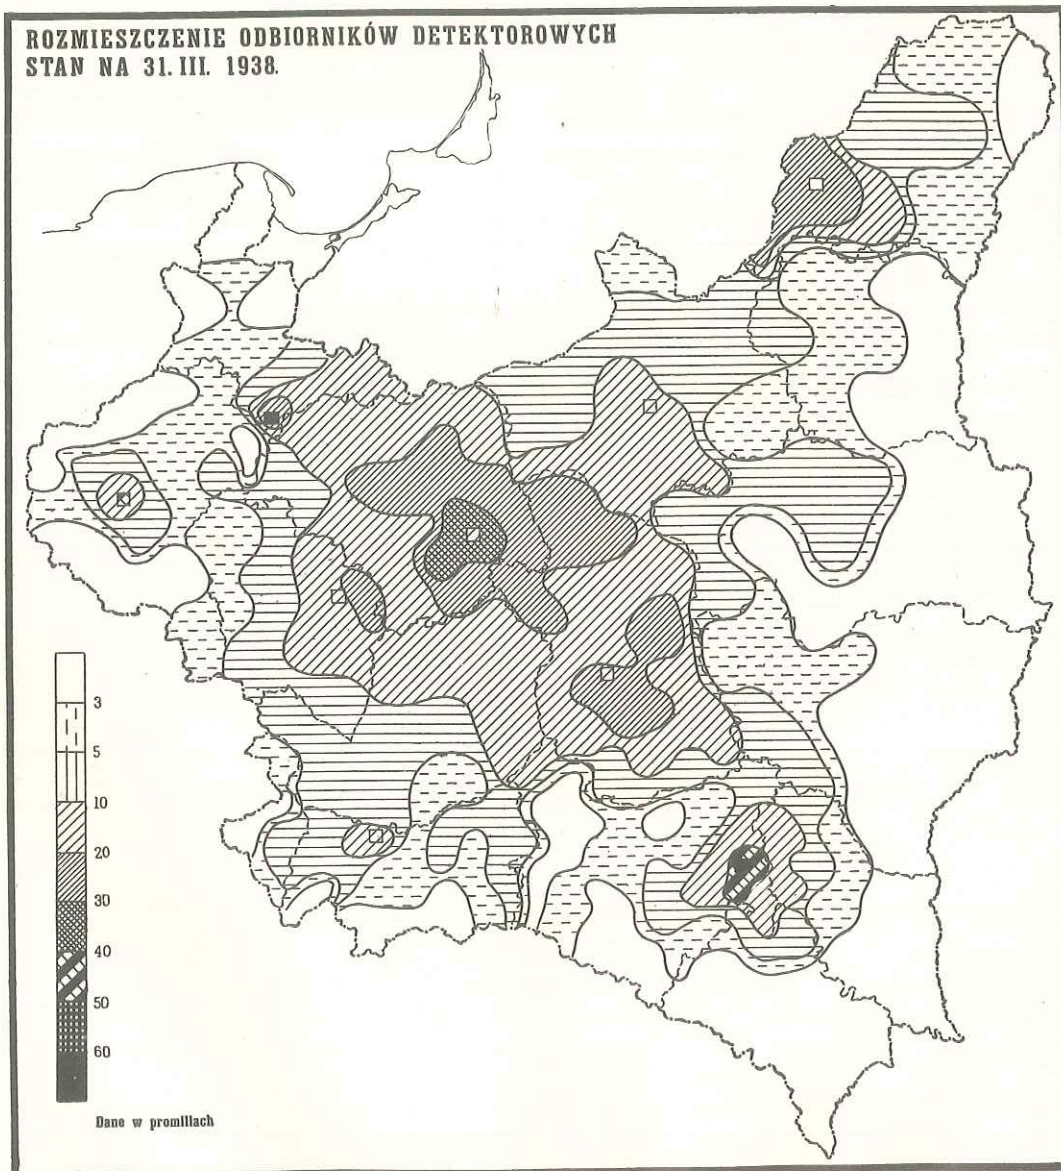 ROZMIESZCZENIE ODBIORNIKÓW DETEKTOROWYCH
STAN NA 31. III. 1938.
3
5
10
20
30
40
50
60
Dane w promillach